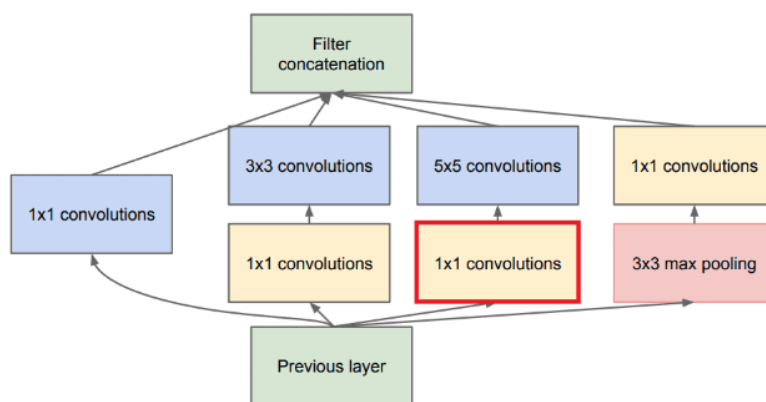 Filter
concatenation
3x3 convolutions
5x5 convolutions
1x1 convolutions
1x1 convolutions
1x1 convolutions
1x1 convolutions
3x3 max pooling
Previous layer